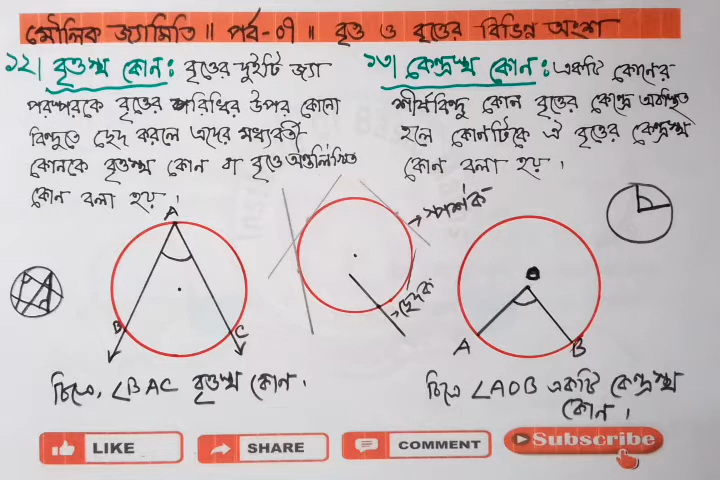 মৌলিক জ্যামিতি ॥ পর্ব - ০৭ ॥ বৃত্ত ও বৃত্তের বিভিন্ন অংশ
১২। বৃত্তস্থ কোন: বৃত্তের দুইটি জ্যা
পরস্পরকে বৃত্তের পরিধির উপর কোনো
বিন্দুতে ছেদ করলে এদের মধ্যবর্তী
কোনকে বৃত্তস্থ কোন বা বৃত্তে অন্তর্লিখিত
কোন বলা হয়।
১৩। কেন্দ্রস্থ কোন: একটি কোনের
শীর্ষবিন্দু কোন বৃত্তের কেন্দ্রে অবস্থিত
হলে কোনটিকে ঐ বৃত্তের কেন্দ্রস্থ
কোন বলা হয়।
A
B
C
স্পর্শক
ছেদক
A
B
চিত্রে, ∠BAC বৃত্তস্থ কোন।
চিত্রে ∠AOB একটি কেন্দ্রস্থ
কোন।
LIKE
SHARE
COMMENT
Subscribe